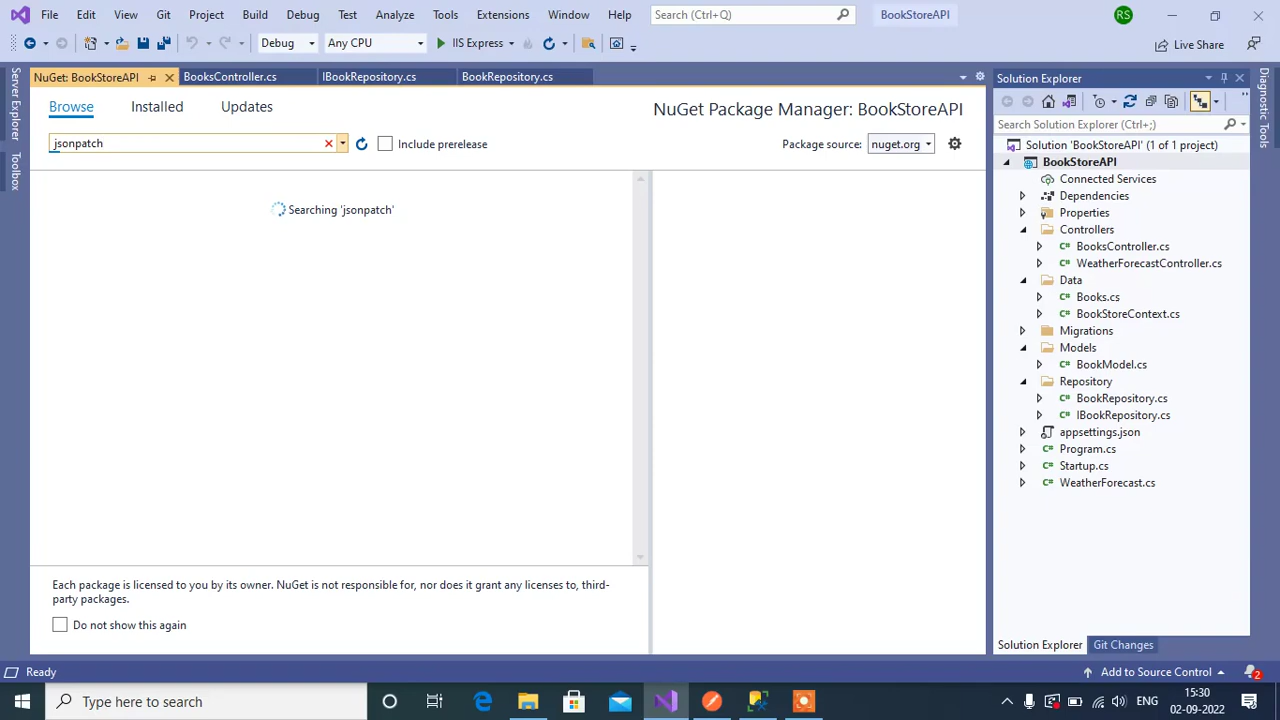 File Edit View Git Project Build Debug Test Analyze Tools Extensions Window Help Search (Ctrl+Q) BookStoreAPI RS
Debug Any CPU IIS Express Live Share
NuGet: BookStoreAPI BooksController.cs IBookRepository.cs BookRepository.cs
Server Explorer
Toolbox
Browse Installed Updates
NuGet Package Manager: BookStoreAPI
jsonpatch Include prerelease Package source: nuget.org
Searching 'jsonpatch'
Each package is licensed to you by its owner. NuGet is not responsible for, nor does it grant any licenses to, third-
party packages.
Do not show this again
Solution Explorer
Search Solution Explorer (Ctrl+;)
Solution 'BookStoreAPI' (1 of 1 project)
BookStoreAPI
Connected Services
Dependencies
Properties
Controllers
C# BooksController.cs
C# WeatherForecastController.cs
Data
C# Books.cs
C# BookStoreContext.cs
Migrations
Models
C# BookModel.cs
Repository
C# BookRepository.cs
C# IBookRepository.cs
appsettings.json
C# Program.cs
C# Startup.cs
C# WeatherForecast.cs
Solution Explorer Git Changes
Diagnostic Tools
Ready Add to Source Control 2
Type here to search ENG 15:30
02-09-2022